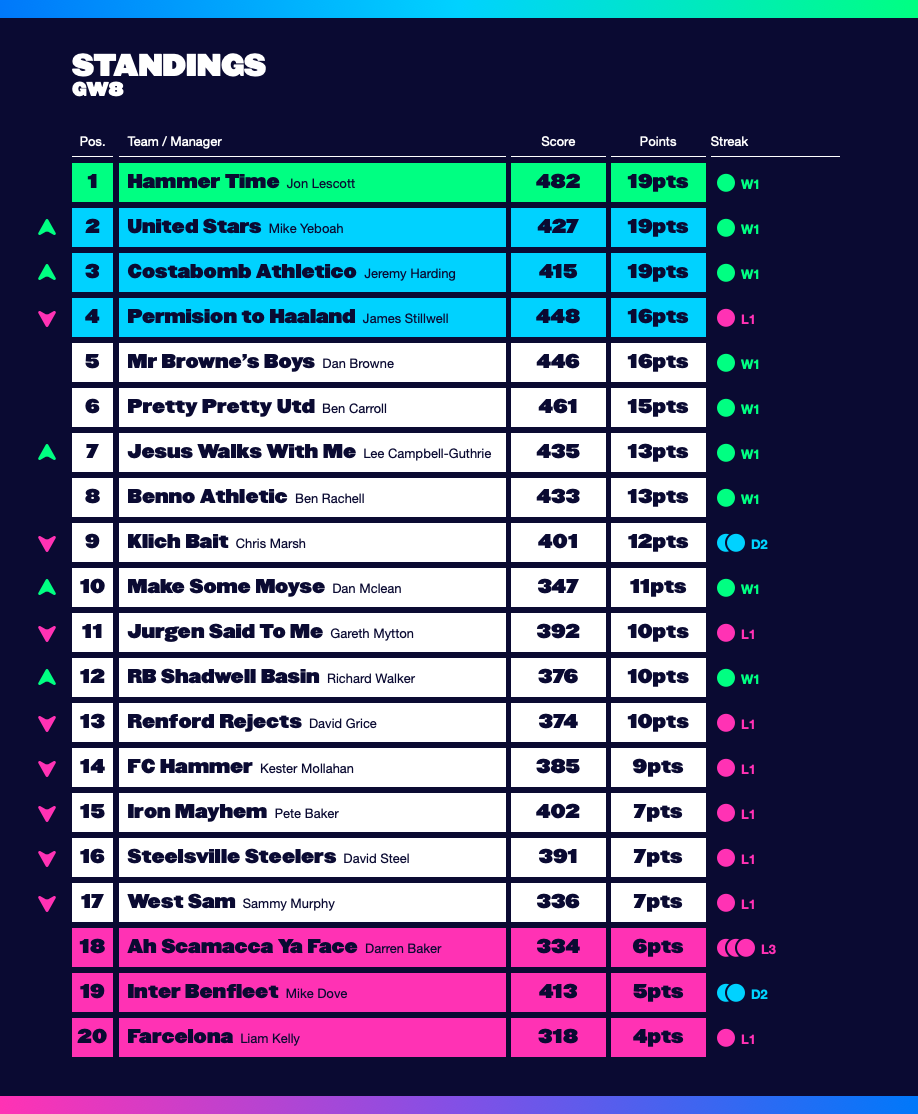 STANDINGS
GW8
Pos. Team / Manager Score Points Streak
1 Hammer Time Jon Lescott 482 19pts W1
2 United Stars Mike Yeboah 427 19pts W1
3 Costabomb Athletico Jeremy Harding 415 19pts W1
4 Permision to Haaland James Stillwell 448 16pts L1
5 Mr Browne’s Boys Dan Browne 446 16pts W1
6 Pretty Pretty Utd Ben Carroll 461 15pts W1
7 Jesus Walks With Me Lee Campbell-Guthrie 435 13pts W1
8 Benno Athletic Ben Rachell 433 13pts W1
9 Klich Bait Chris Marsh 401 12pts D2
10 Make Some Moyse Dan Mclean 347 11pts W1
11 Jurgen Said To Me Gareth Mytton 392 10pts L1
12 RB Shadwell Basin Richard Walker 376 10pts W1
13 Renford Rejects David Grice 374 10pts L1
14 FC Hammer Kester Mollahan 385 9pts L1
15 Iron Mayhem Pete Baker 402 7pts L1
16 Steelsville Steelers David Steel 391 7pts L1
17 West Sam Sammy Murphy 336 7pts L1
18 Ah Scamacca Ya Face Darren Baker 334 6pts L3
19 Inter Benfleet Mike Dove 413 5pts D2
20 Farcelona Liam Kelly 318 4pts L1